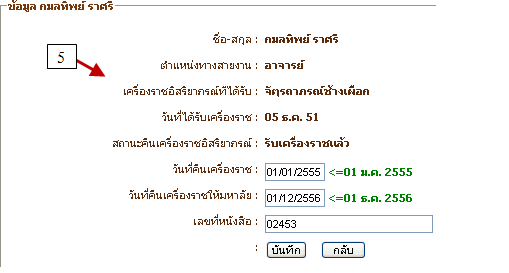 ข้อมูล กมลทิพย์ ราศรี
ชื่อ-สกุล : กมลทิพย์ ราศรี
5
ตำแหน่งทางสายงาน : อาจารย์
เครื่องราชอิสริยาภรณ์ที่ได้รับ : จัตุรถาภรณ์ช้างเผือก
วันที่ได้รับเครื่องราช : 05 ธ.ค. 51
สถานะคืนเครื่องราชอิสริยาภรณ์ : รับเครื่องราชแล้ว
วันที่คืนเครื่องราช : 01/01/2555 <=01 ม.ค. 2555
วันที่คืนเครื่องราชให้มหาลัย : 01/12/2556 <=01 ธ.ค. 2556
เลขที่หนังสือ : 02453
: บันทึก กลับ